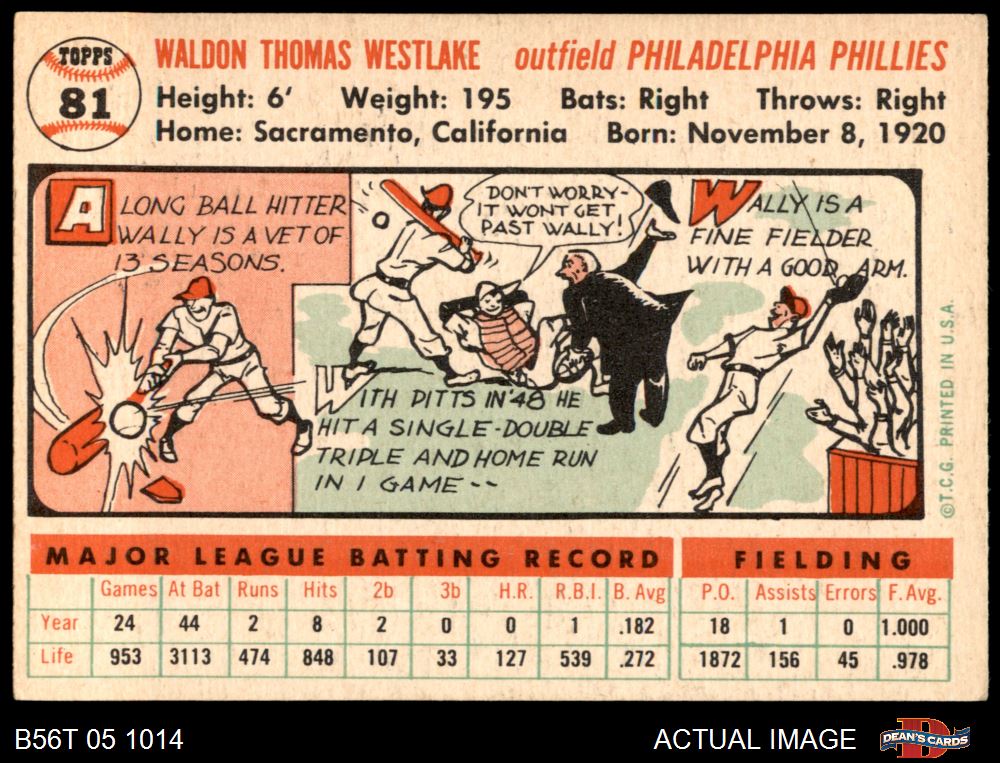 TOPPS
81
WALDON THOMAS WESTLAKE outfield PHILADELPHIA PHILLIES
Height: 6' Weight: 195 Bats: Right Throws: Right
Home: Sacramento, California Born: November 8, 1920
A LONG BALL HITTER
WALLY IS A VET OF
13 SEASONS.
DON'T WORRY-
IT WONT GET
PAST WALLY!
WITH PITTS IN '48 HE
HIT A SINGLE-DOUBLE
TRIPLE AND HOME RUN
IN 1 GAME--
WALLY IS A
FINE FIELDER
WITH A GOOD ARM.
©T.C.G. PRINTED IN U.S.A.
MAJOR LEAGUE BATTING RECORD FIELDING
Games At Bat Runs Hits 2b 3b H.R. R.B.I. B. Avg P.O. Assists Errors F. Avg.
Year 24 44 2 8 2 0 0 1 .182 18 1 0 1.000
Life 953 3113 474 848 107 33 127 539 .272 1872 156 45 .978
B56T 05 1014 ACTUAL IMAGE
D
DEAN'S CARDS